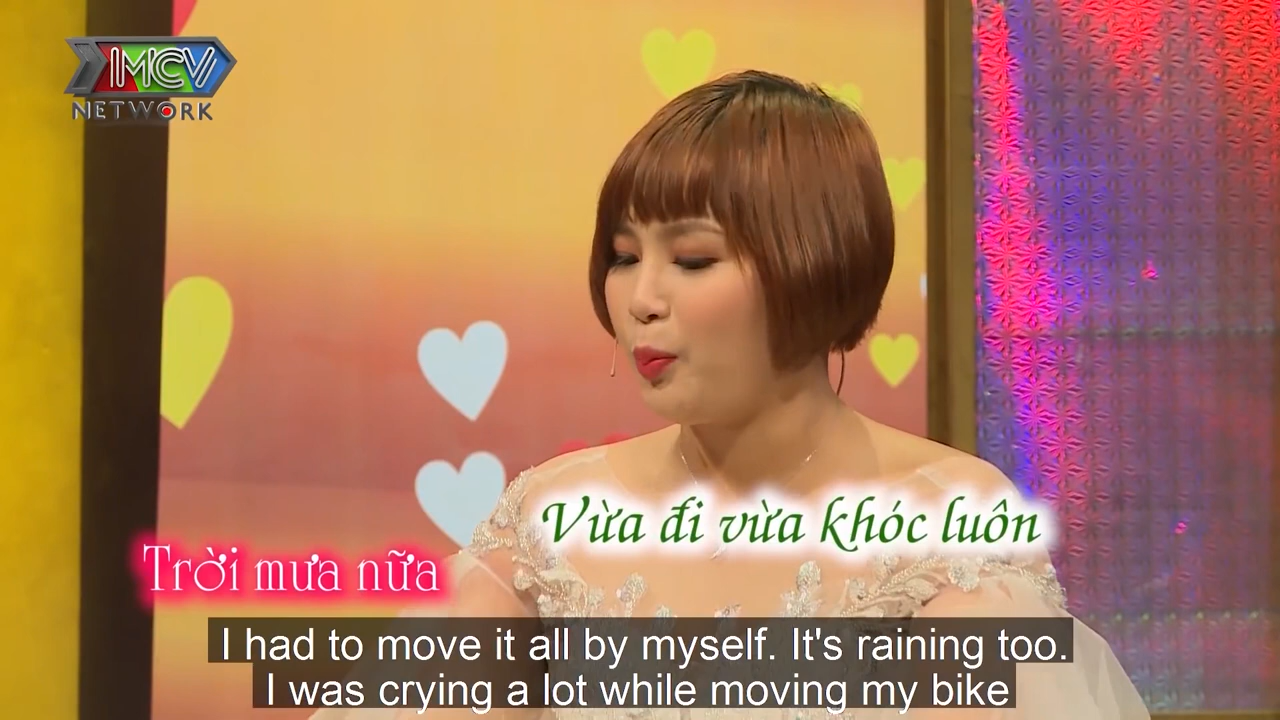 MCV
NETWORK
Vừa đi vừa khóc luôn
Trời mưa nữa
I had to move it all by myself. It's raining too.
I was crying a lot while moving my bike